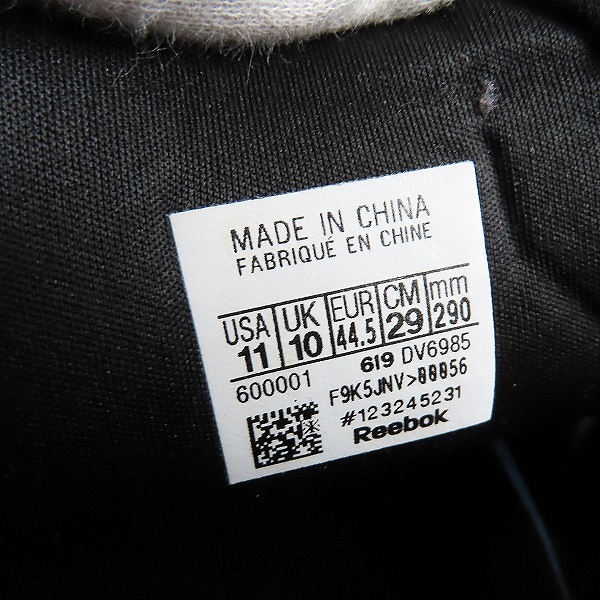 MADE IN CHINA
FABRIQUÉ EN CHINE
USA UK EUR CM mm
11 10 44.5 29 290
600001 619 DV6985
F9K5JNV>00056
#123245231
Reebok